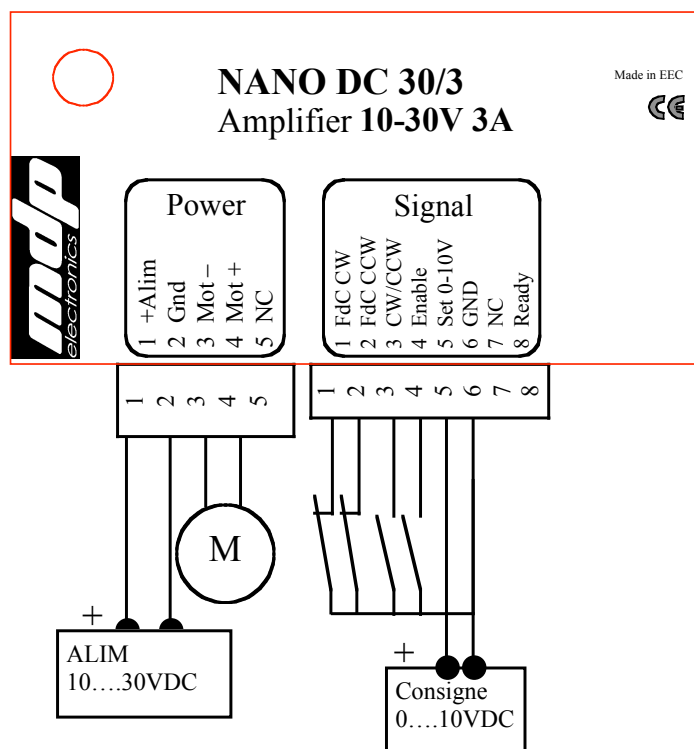 NANO DC 30/3
Amplifier 10-30V 3A
Made in EEC
CE
mdp
electronics
Power
1 +Alim
2 Gnd
3 Mot –
4 Mot +
5 NC
Signal
1 FdC CW
2 FdC CCW
3 CW/CCW
4 Enable
5 Set 0-10V
6 GND
7 NC
8 Ready
1 2 3 4 5
1 2 3 4 5 6 7 8
M
+
ALIM
10….30VDC
+
Consigne
0….10VDC